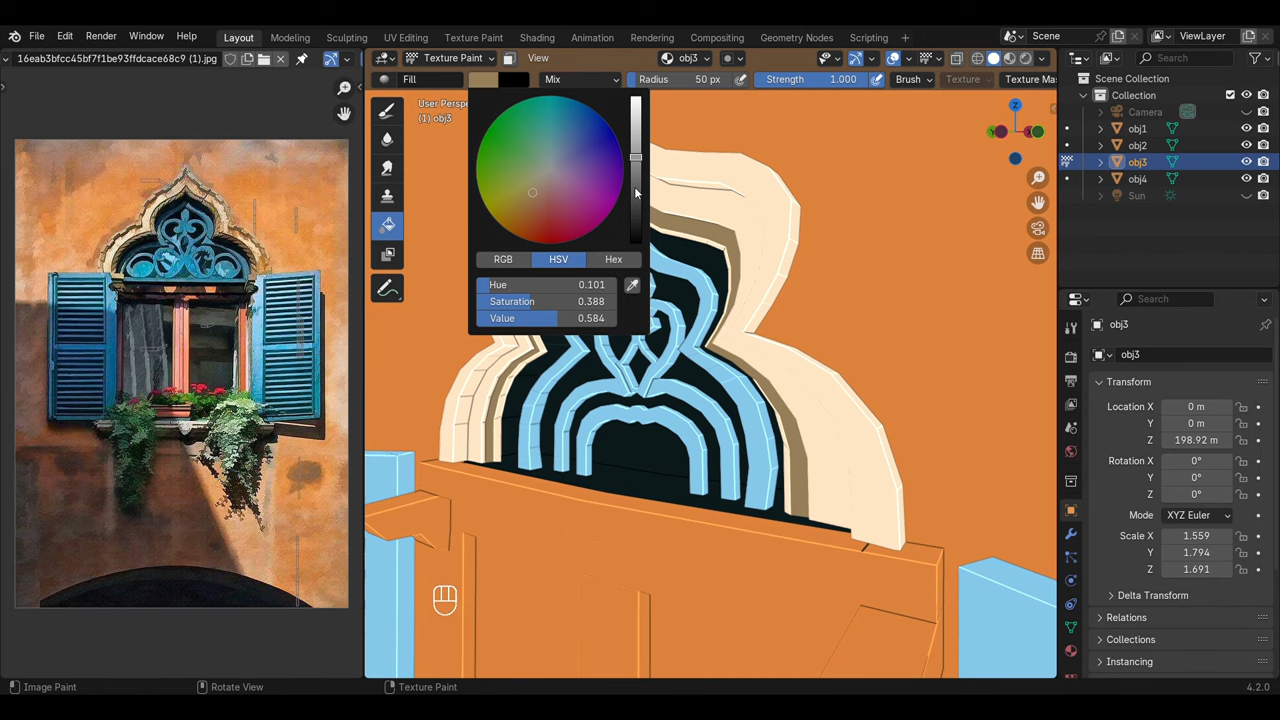 File Edit Render Window Help Layout Modeling Sculpting UV Editing Texture Paint Shading Animation Rendering Compositing Geometry Nodes Scripting + Scene ViewLayer
16eab3bfcc45bf7f1be93ffdcace68c9 (1).jpg Texture Paint View obj3 Search
Fill Mix Radius 50 px Strength 1.000 Brush Texture Texture Ma
Scene Collection
Collection
Camera
obj1
obj2
obj3
obj4
Sun
User Perspe
(1) obj3
Z
Y
X
RGB HSV Hex
Hue 0.101
Saturation 0.388
Value 0.584
Search
obj3
obj3
Transform
Location X 0 m
Y 0 m
Z 198.92 m
Rotation X 0°
Y 0°
Z 0°
Mode XYZ Euler
Scale X 1.559
Y 1.794
Z 1.691
Delta Transform
Relations
Collections
Instancing
Image Paint Rotate View Texture Paint 4.2.0